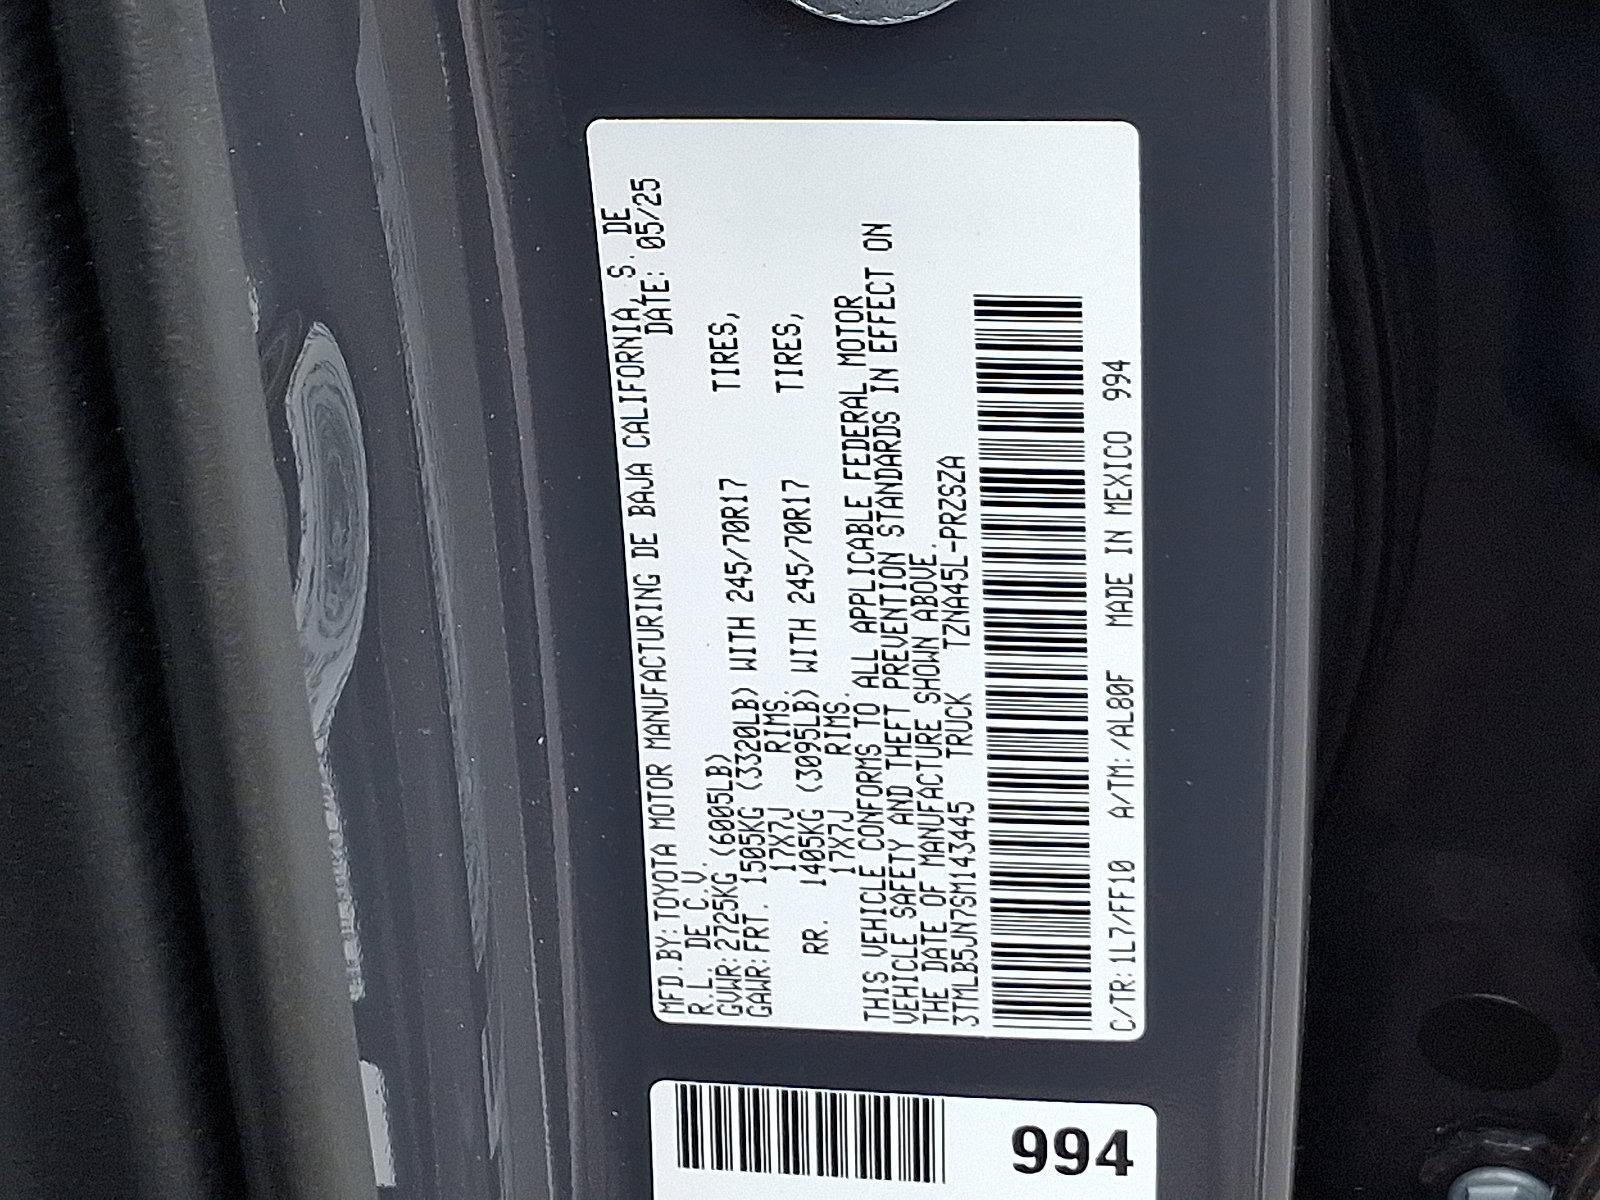 MFD.BY:TOYOTA MOTOR MANUFACTURING DE BAJA CALIFORNIA, S. DE
R.L. DE C.V. DATE: 05/25
GVWR:2725KG (6005LB)
GAWR:FRT. 1505KG (3320LB) WITH 245/70R17 TIRES,
17X7J RIMS.
RR. 1405KG (3095LB) WITH 245/70R17 TIRES,
17X7J RIMS.
THIS VEHICLE CONFORMS TO ALL APPLICABLE FEDERAL MOTOR
VEHICLE SAFETY AND THEFT PREVENTION STANDARDS IN EFFECT ON
THE DATE OF MANUFACTURE SHOWN ABOVE.
3TMLB5JN7SM143445 TRUCK TZNA45L-PRZSZA
C/TR:1L7/FF10 A/TM:/AL80F MADE IN MEXICO 994
994